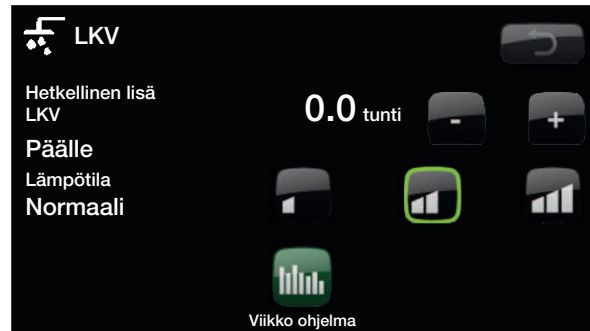 LKV
Hetkellinen lisä
LKV
0.0 tunti
- +
Päälle
Lämpötila
Normaali
Viikko ohjelma